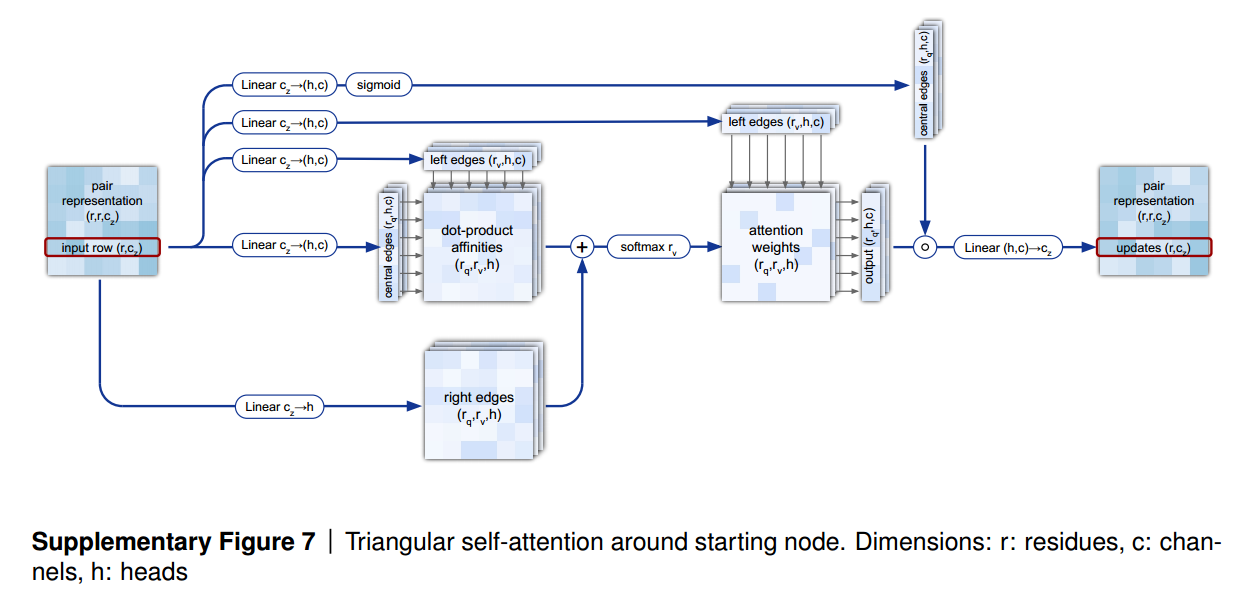 Linear c_z→(h,c)
sigmoid
central edges (r_q,h,c)
Linear c_z→(h,c)
left edges (r_v,h,c)
Linear c_z→(h,c)
left edges (r_v,h,c)
pair
representation
(r,r,c_z)
input row (r,c_z)
Linear c_z→(h,c)
central edges (r_q,h,c)
dot-product
affinities
(r_q,r_v,h)
+
softmax r_v
attention
weights
(r_q,r_v,h)
output (r_q,h,c)
Linear (h,c)→c_z
pair
representation
(r,r,c_z)
updates (r,c_z)
Linear c_z→h
right edges
(r_q,r_v,h)
Supplementary Figure 7 | Triangular self-attention around starting node. Dimensions: r: residues, c: chan-
nels, h: heads